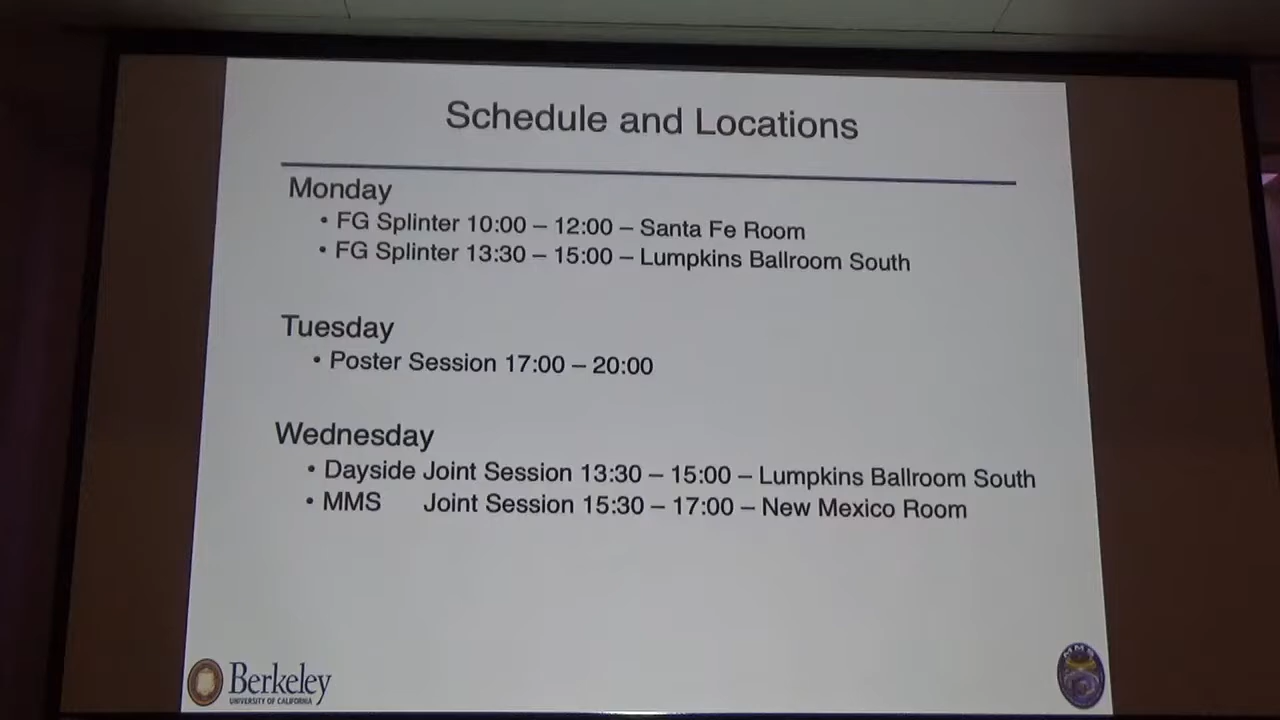 Schedule and Locations
Monday
• FG Splinter 10:00 – 12:00 – Santa Fe Room
• FG Splinter 13:30 – 15:00 – Lumpkins Ballroom South
Tuesday
• Poster Session 17:00 – 20:00
Wednesday
• Dayside Joint Session 13:30 – 15:00 – Lumpkins Ballroom South
• MMS Joint Session 15:30 – 17:00 – New Mexico Room
Berkeley
UNIVERSITY OF CALIFORNIA
MMS